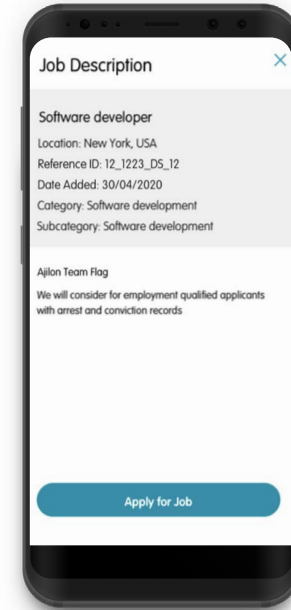 Job Description
Software developer
Location: New York, USA
Reference ID: 12_1223_DS_12
Date Added: 30/04/2020
Category: Software development
Subcategory: Software development
Ajilon Team Flag
We will consider for employment qualified applicants
with arrest and conviction records
Apply for Job